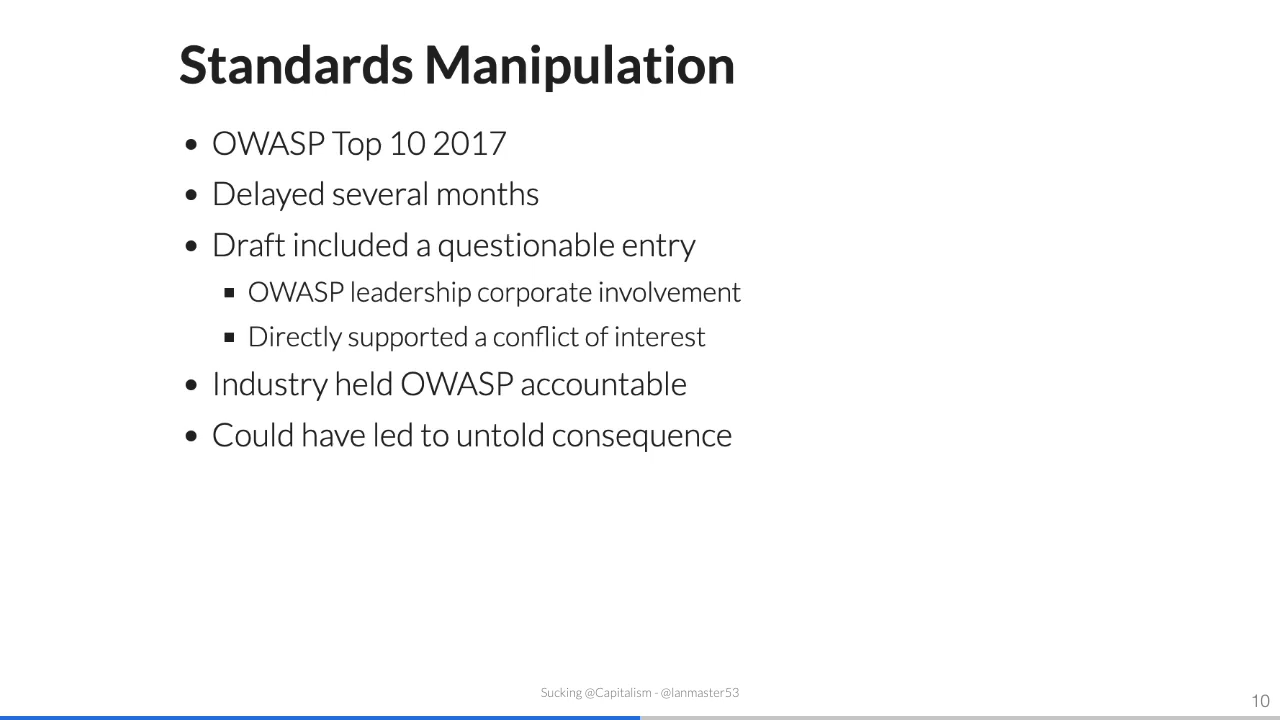 Standards Manipulation
• OWASP Top 10 2017
• Delayed several months
• Draft included a questionable entry
▪ OWASP leadership corporate involvement
▪ Directly supported a conflict of interest
• Industry held OWASP accountable
• Could have led to untold consequence
Sucking @Capitalism - @lanmaster53
10